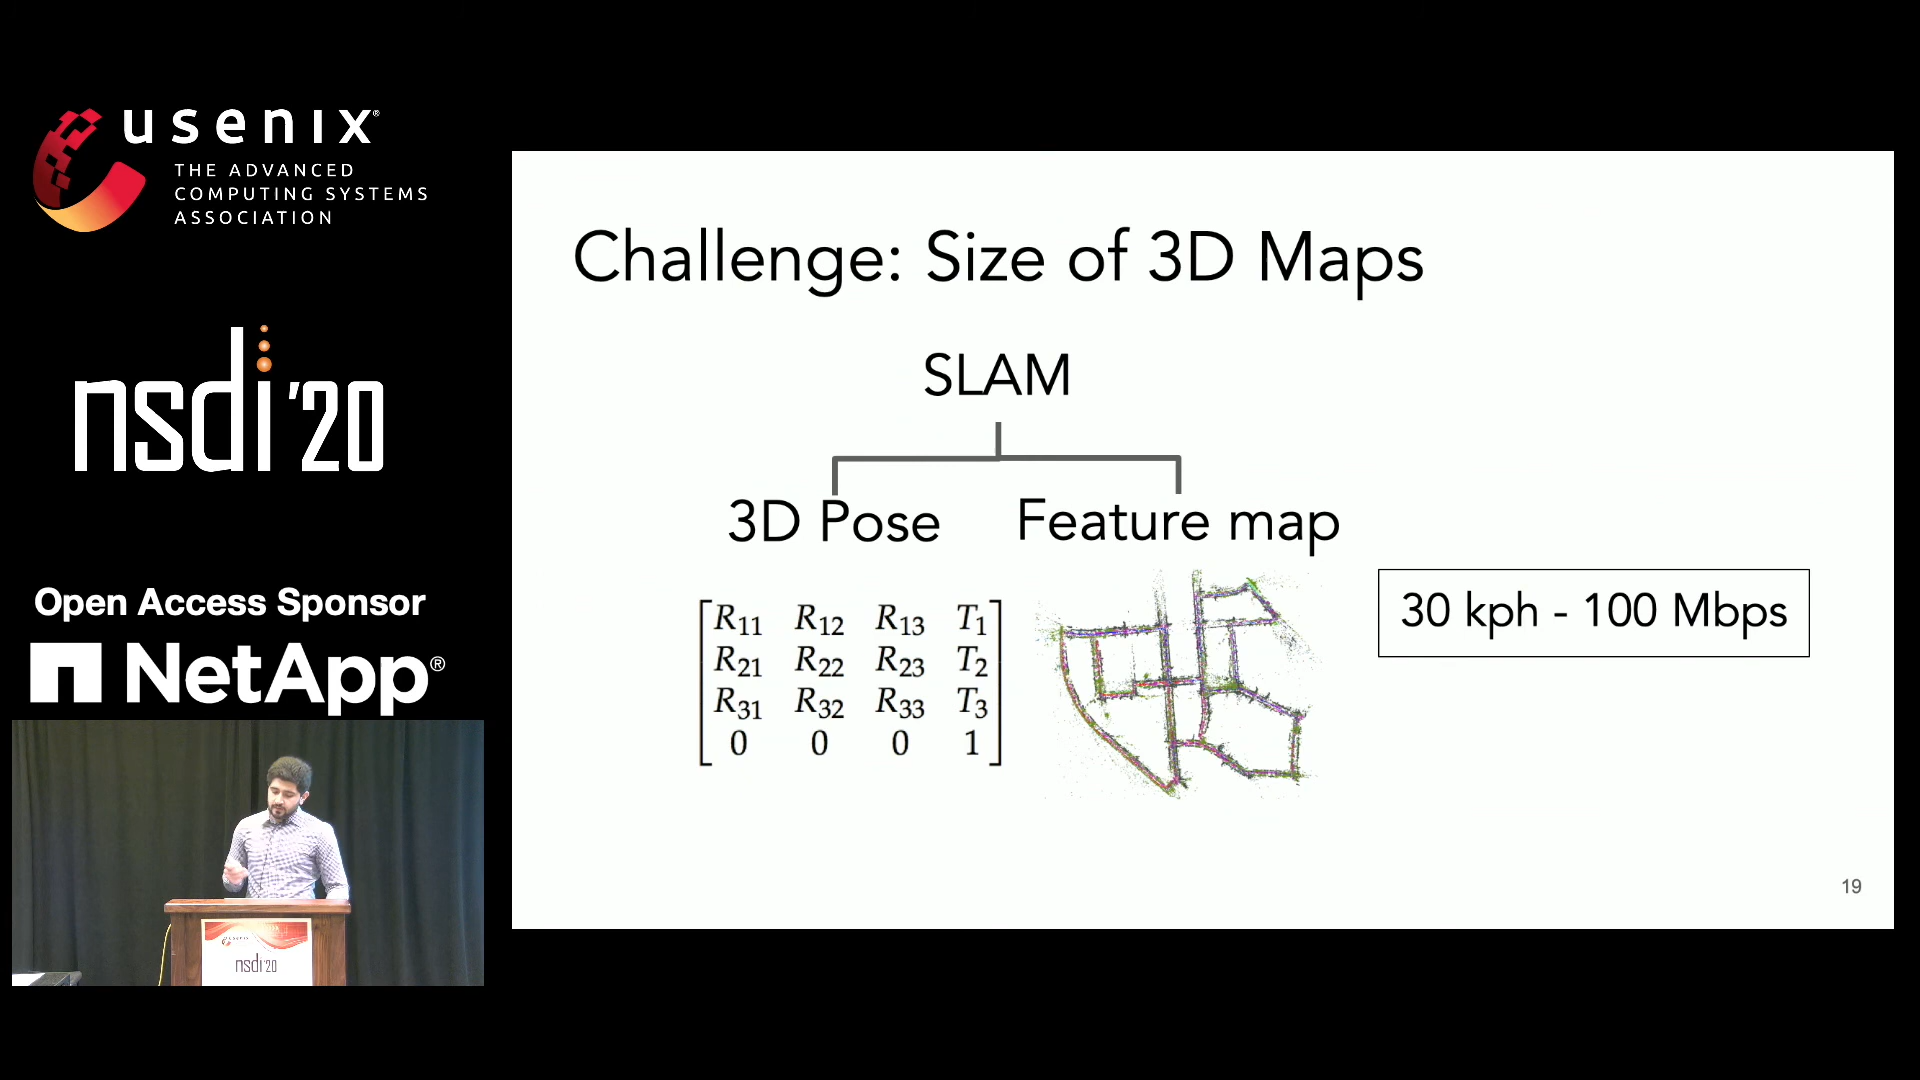 usenix®
THE ADVANCED
COMPUTING SYSTEMS
ASSOCIATION
nsdi '20
Open Access Sponsor
NetApp®
usenix
nsdi '20
Challenge: Size of 3D Maps
SLAM
3D Pose
Feature map
R11 R12 R13 T1
R21 R22 R23 T2
R31 R32 R33 T3
0 0 0 1
30 kph - 100 Mbps
19